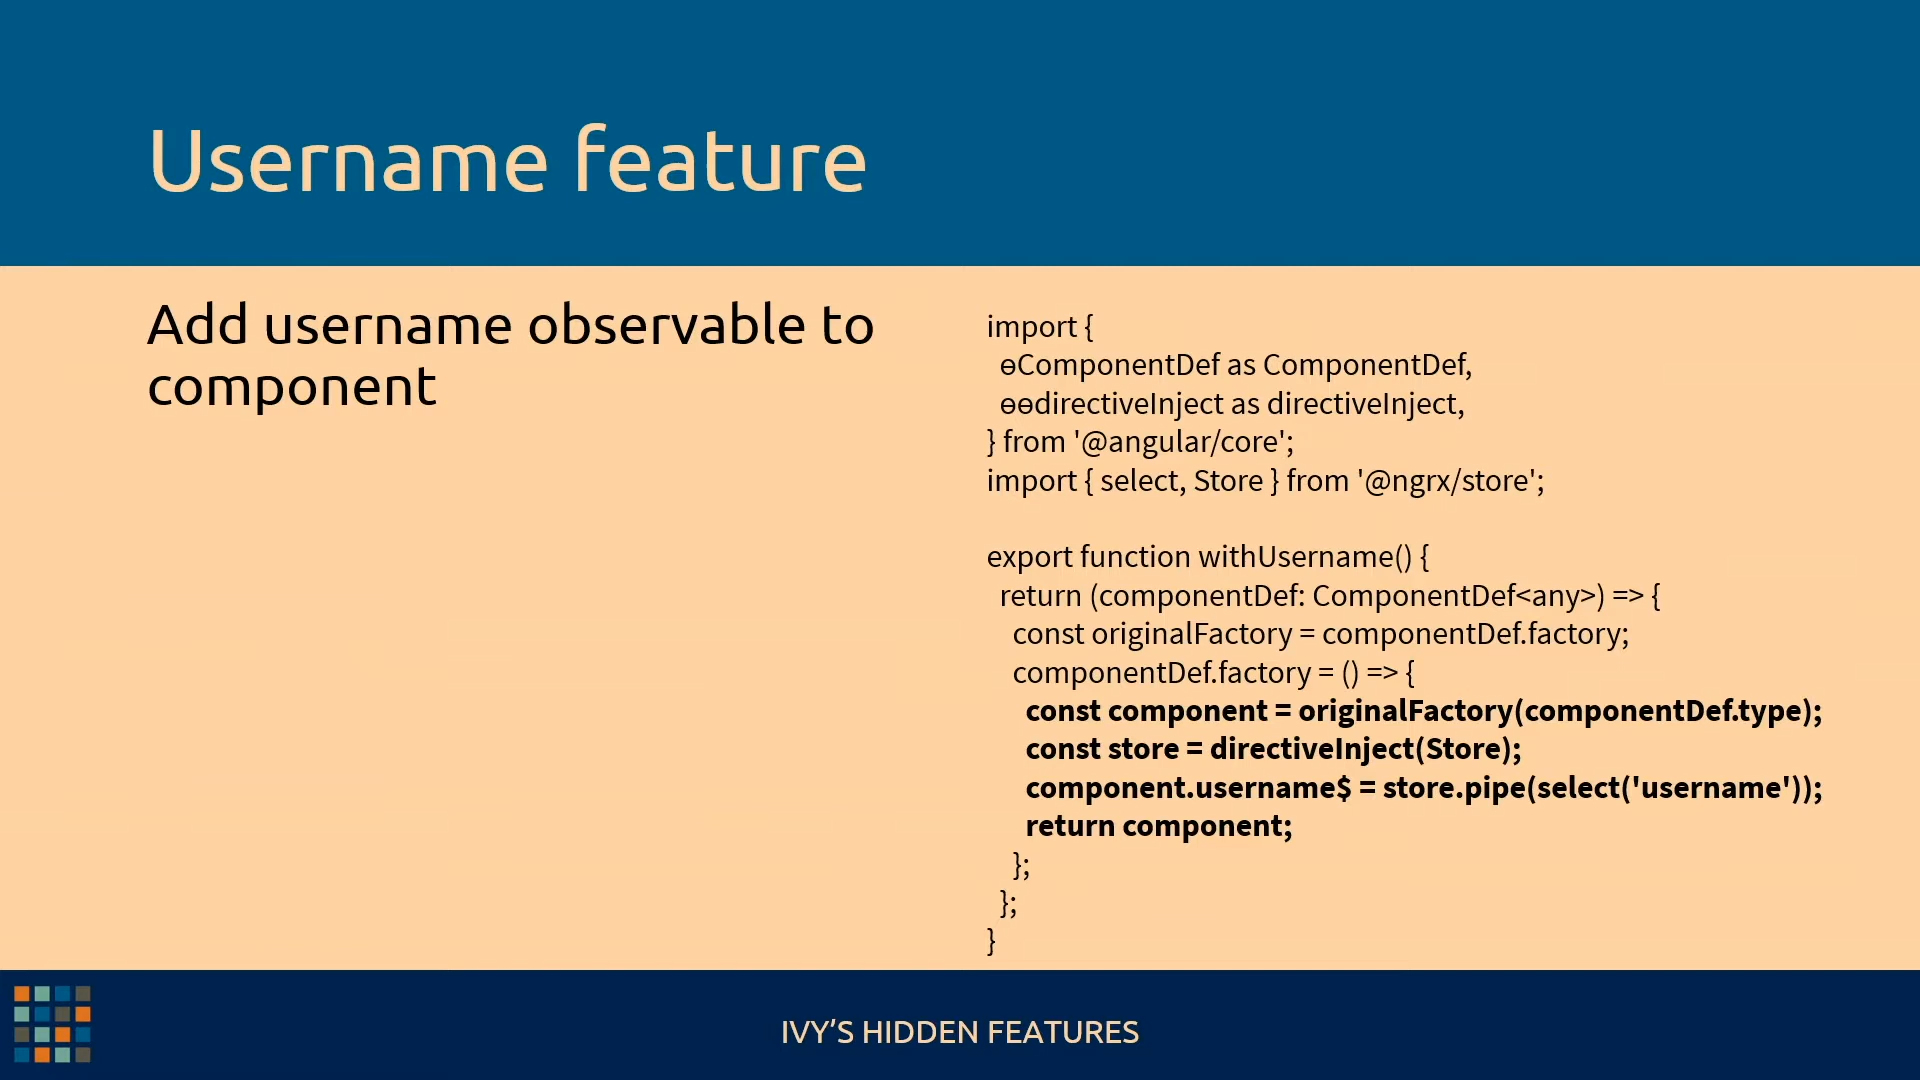 Username feature
Add username observable to
component
import {
  ɵComponentDef as ComponentDef,
  ɵɵdirectiveInject as directiveInject,
} from '@angular/core';
import { select, Store } from '@ngrx/store';

export function withUsername() {
  return (componentDef: ComponentDef<any>) => {
    const originalFactory = componentDef.factory;
    componentDef.factory = () => {
      const component = originalFactory(componentDef.type);
      const store = directiveInject(Store);
      component.username$ = store.pipe(select('username'));
      return component;
    };
  };
}
IVY’S HIDDEN FEATURES